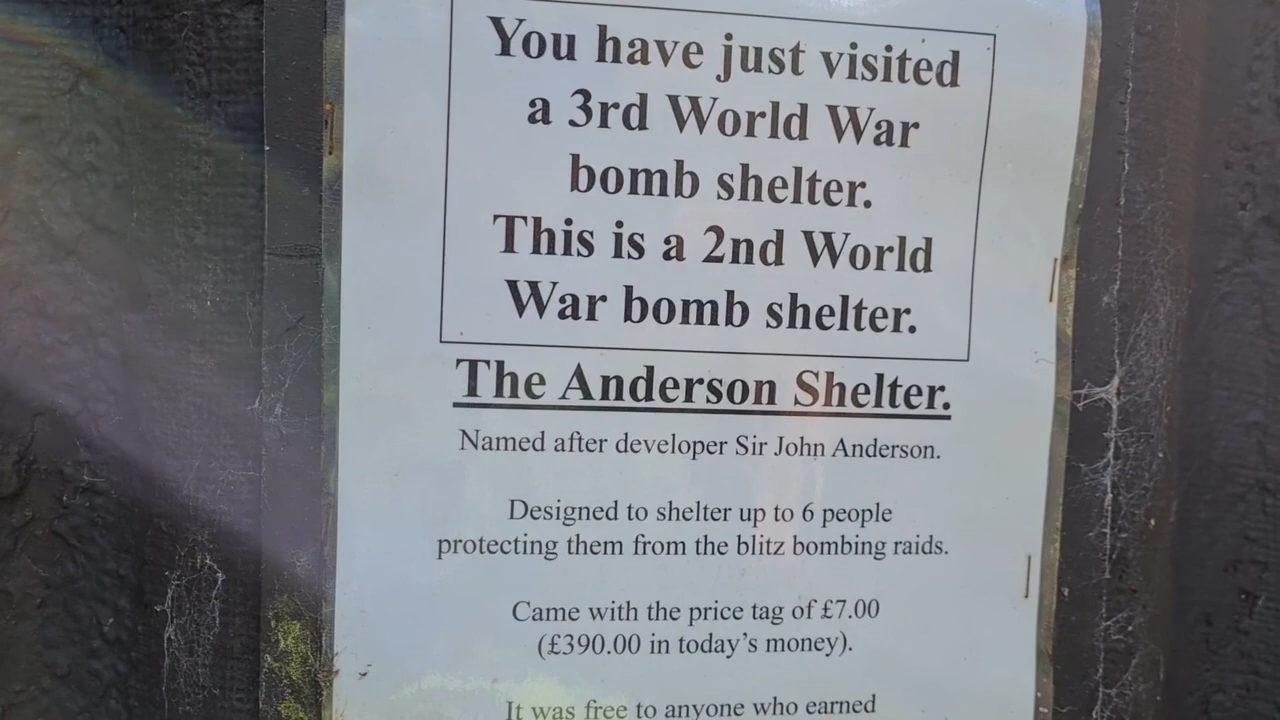 You have just visited
a 3rd World War
bomb shelter.
This is a 2nd World
War bomb shelter.
The Anderson Shelter.
Named after developer Sir John Anderson.
Designed to shelter up to 6 people
protecting them from the blitz bombing raids.
Came with the price tag of £7.00
(£390.00 in today’s money).
It was free to anyone who earned